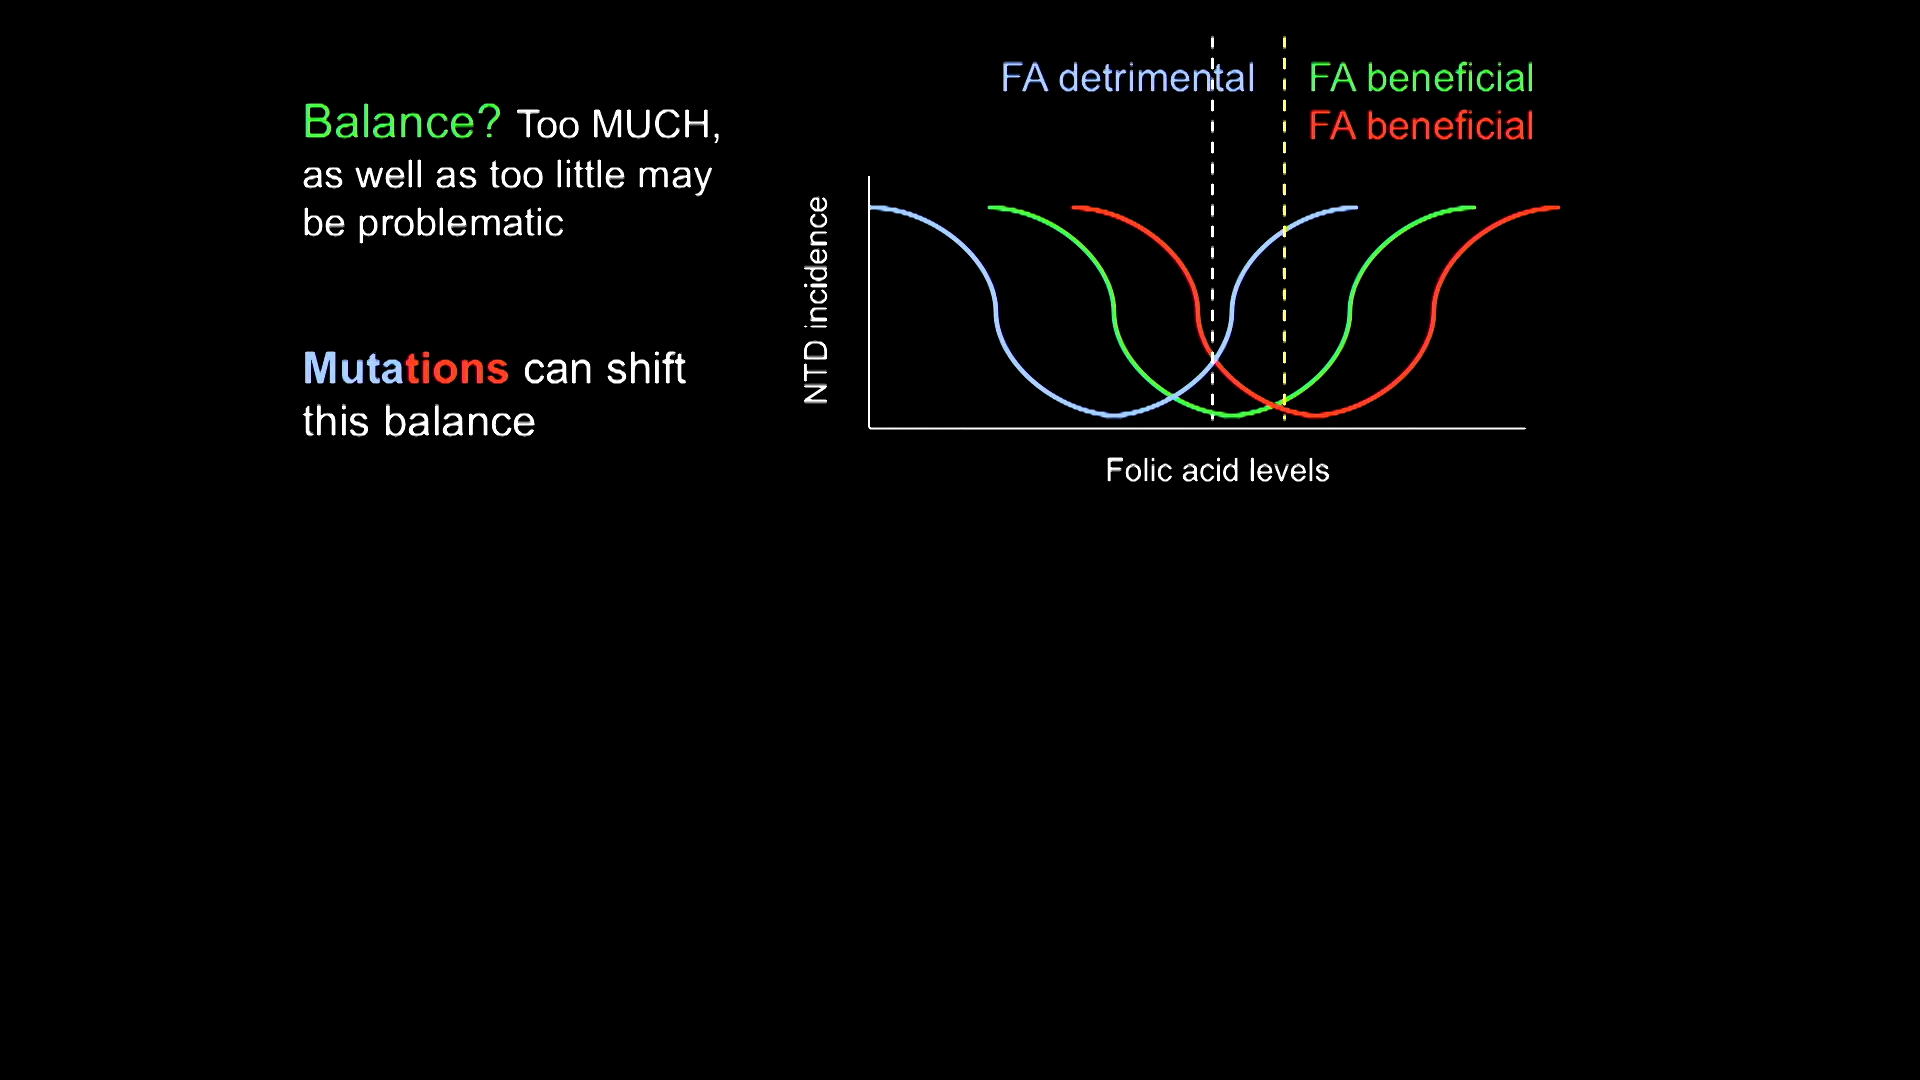 Balance? Too MUCH,
as well as too little may
be problematic
Mutations can shift
this balance
FA detrimental
FA beneficial
FA beneficial
NTD incidence
Folic acid levels